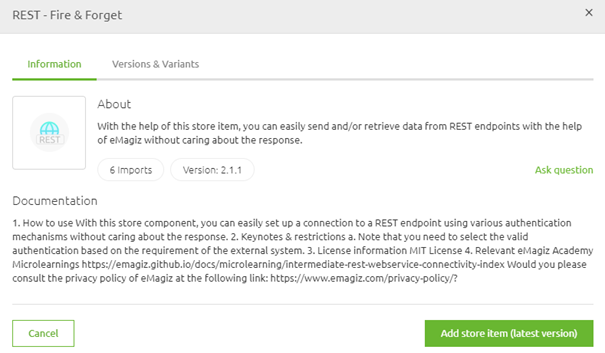 REST - Fire & Forget
×
Information
Versions & Variants
REST
About
With the help of this store item, you can easily send and/or retrieve data from REST endpoints with the help
of eMagiz without caring about the response.
6 Imports
Version: 2.1.1
Ask question
Documentation
1. How to use With this store component, you can easily set up a connection to a REST endpoint using various authentication
mechanisms without caring about the response. 2. Keynotes & restrictions a. Note that you need to select the valid
authentication based on the requirement of the external system. 3. License information MIT License 4. Relevant eMagiz Academy
Microlearnings https://emagiz.github.io/docs/microlearning/intermediate-rest-webservice-connectivity-index Would you please
consult the privacy policy of eMagiz at the following link: https://www.emagiz.com/privacy-policy/?
Cancel
Add store item (latest version)